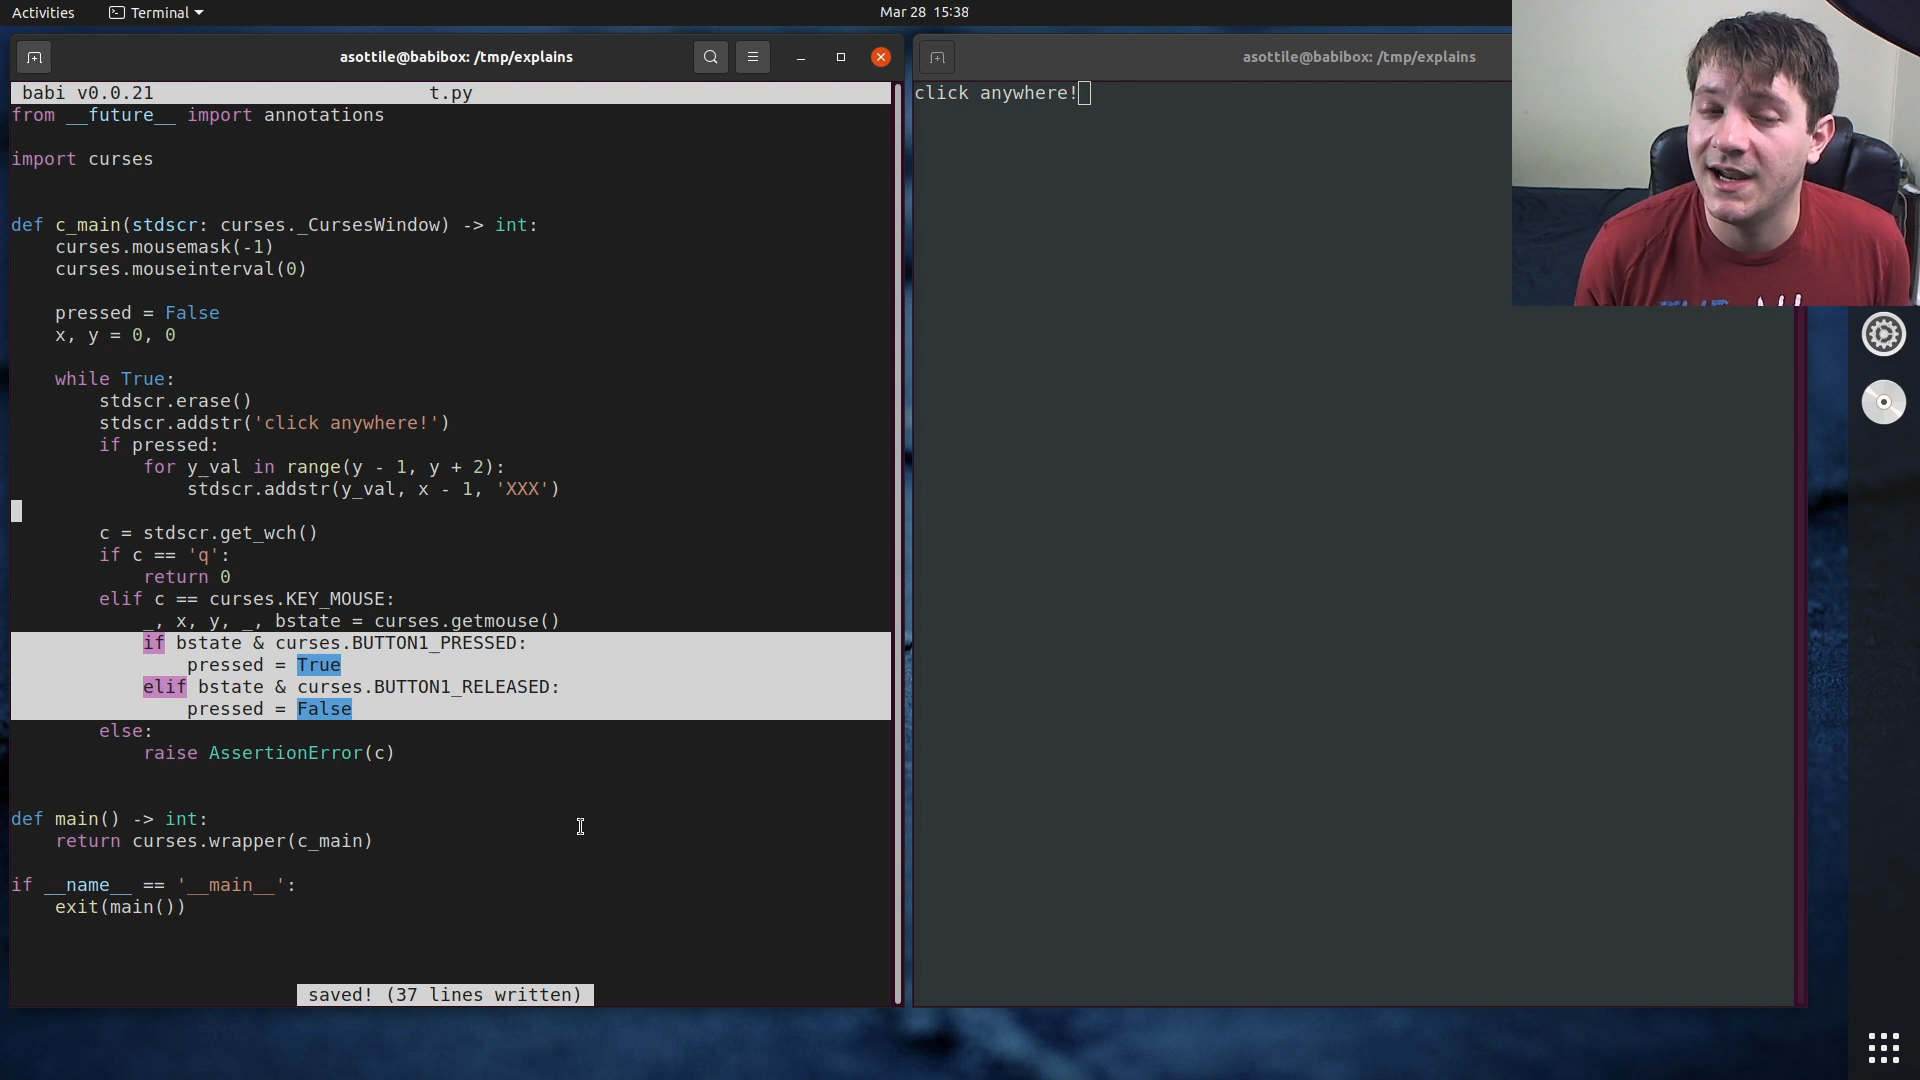 Activities
Terminal
Mar 28 15:38
asottile@babibox: /tmp/explains
babi v0.0.21 t.py
from __future__ import annotations
import curses
def c_main(stdscr: curses._CursesWindow) -> int:
    curses.mousemask(-1)
    curses.mouseinterval(0)
    pressed = False
    x, y = 0, 0
    while True:
        stdscr.erase()
        stdscr.addstr('click anywhere!')
        if pressed:
            for y_val in range(y - 1, y + 2):
                stdscr.addstr(y_val, x - 1, 'XXX')
        c = stdscr.get_wch()
        if c == 'q':
            return 0
        elif c == curses.KEY_MOUSE:
            _, x, y, _, bstate = curses.getmouse()
            if bstate & curses.BUTTON1_PRESSED:
                pressed = True
            elif bstate & curses.BUTTON1_RELEASED:
                pressed = False
        else:
            raise AssertionError(c)
def main() -> int:
    return curses.wrapper(c_main)
if __name__ == '__main__':
    exit(main())
saved! (37 lines written)
asottile@babibox: /tmp/explains
click anywhere!